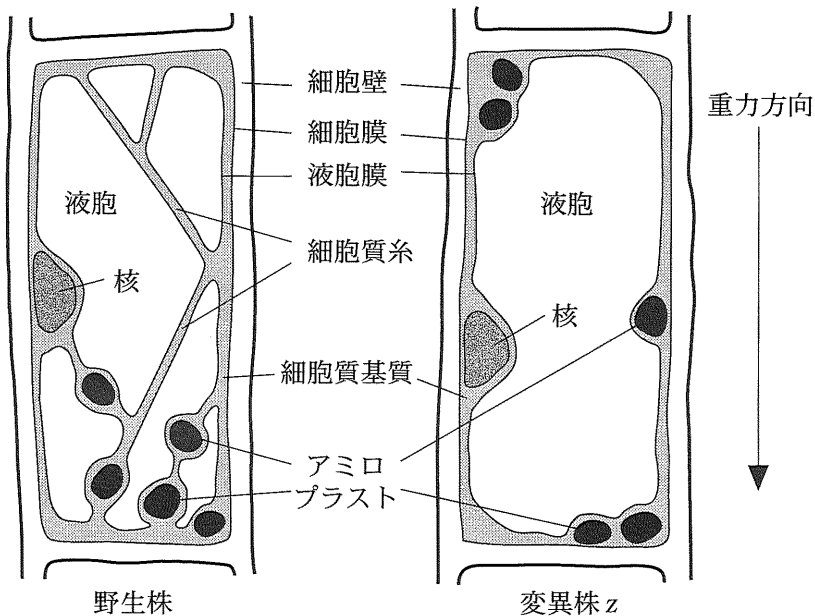 細胞壁
細胞膜
液胞膜
液胞
細胞質糸
核
細胞質基質
アミロ
プラスト
液胞
核
重力方向
野生株
変異株 z